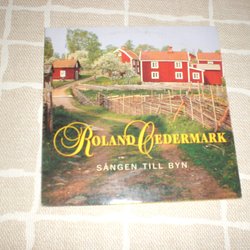 ROLAND CEDERMARK
SÅNGEN TILL BYN